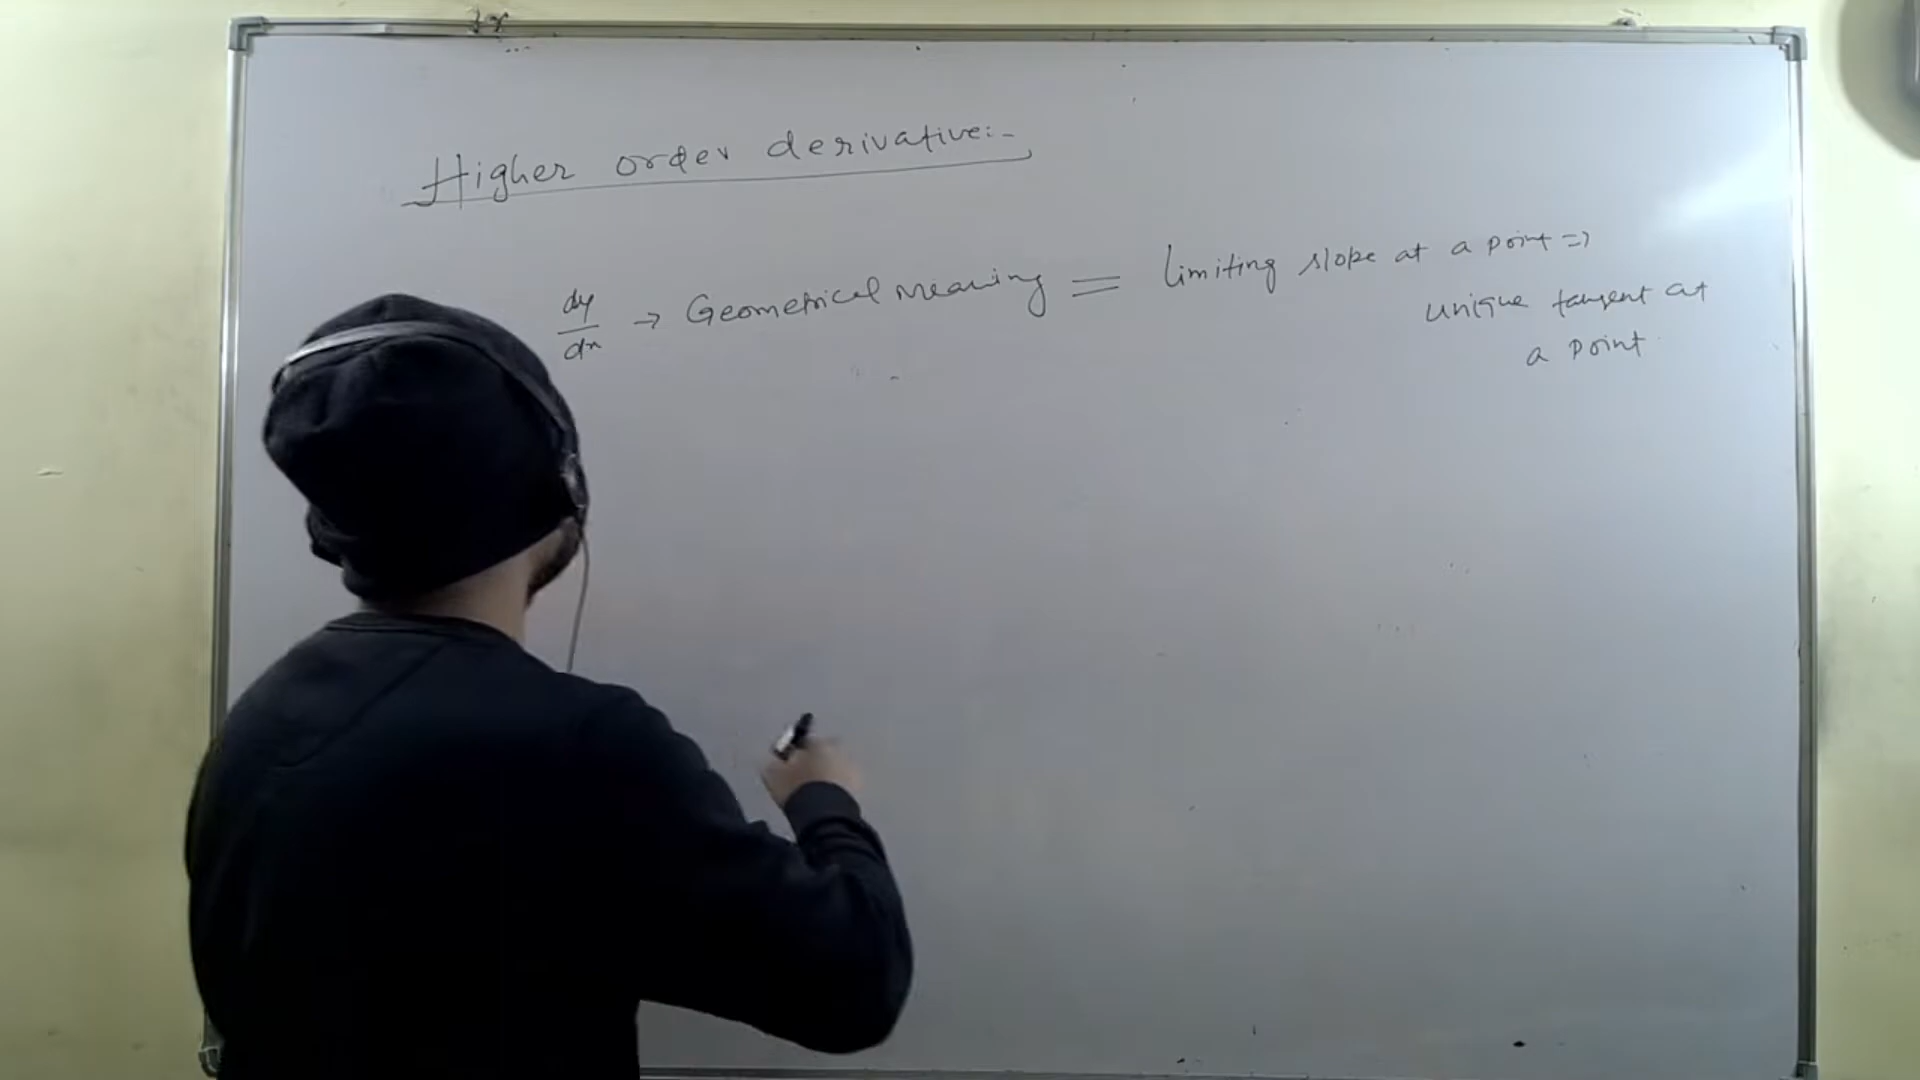 Higher order derivative:-
dy/dx → Geometrical meaning = limiting slope at a point ⇒
unique tangent at
a point